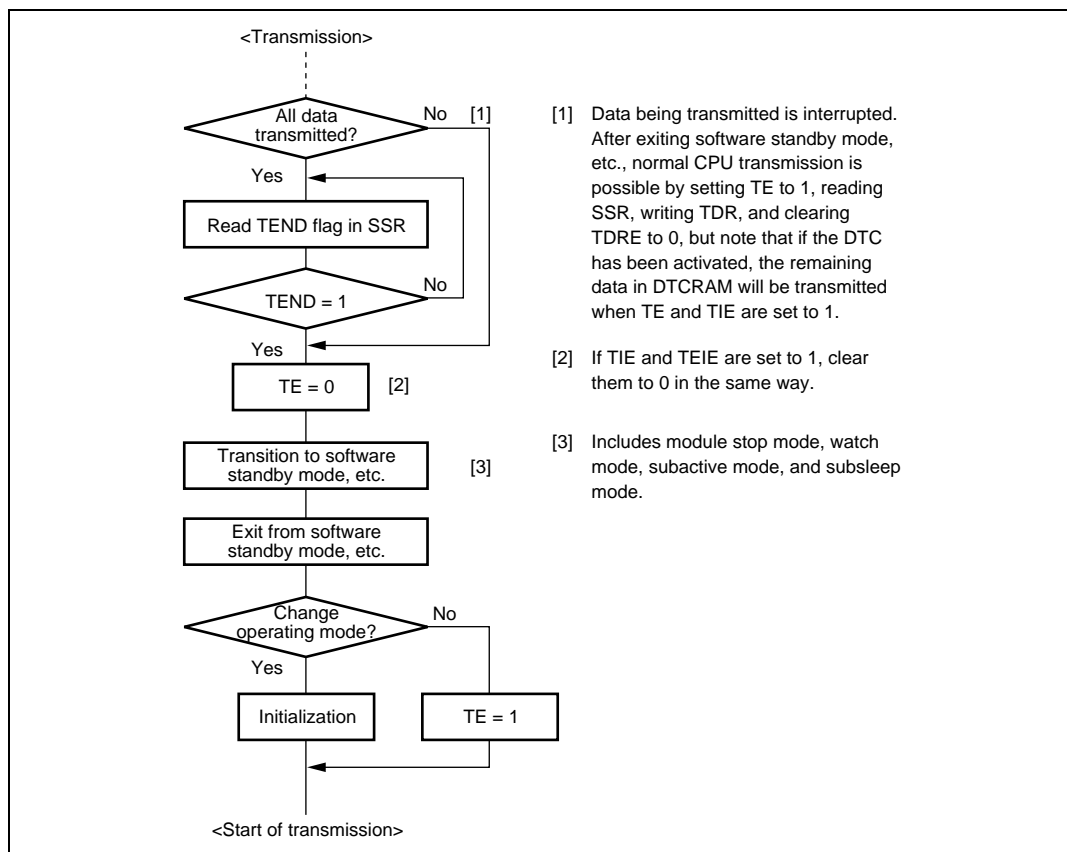 <Transmission>
All data
transmitted?
No [1]
Yes
Read TEND flag in SSR
TEND = 1
No
Yes
TE = 0 [2]
Transition to software
standby mode, etc.
[3]
Exit from software
standby mode, etc.
Change
operating mode?
No
Yes
Initialization
TE = 1
<Start of transmission>
[1] Data being transmitted is interrupted.
After exiting software standby mode,
etc., normal CPU transmission is
possible by setting TE to 1, reading
SSR, writing TDR, and clearing
TDRE to 0, but note that if the DTC
has been activated, the remaining
data in DTCRAM will be transmitted
when TE and TIE are set to 1.
[2] If TIE and TEIE are set to 1, clear
them to 0 in the same way.
[3] Includes module stop mode, watch
mode, subactive mode, and subsleep
mode.